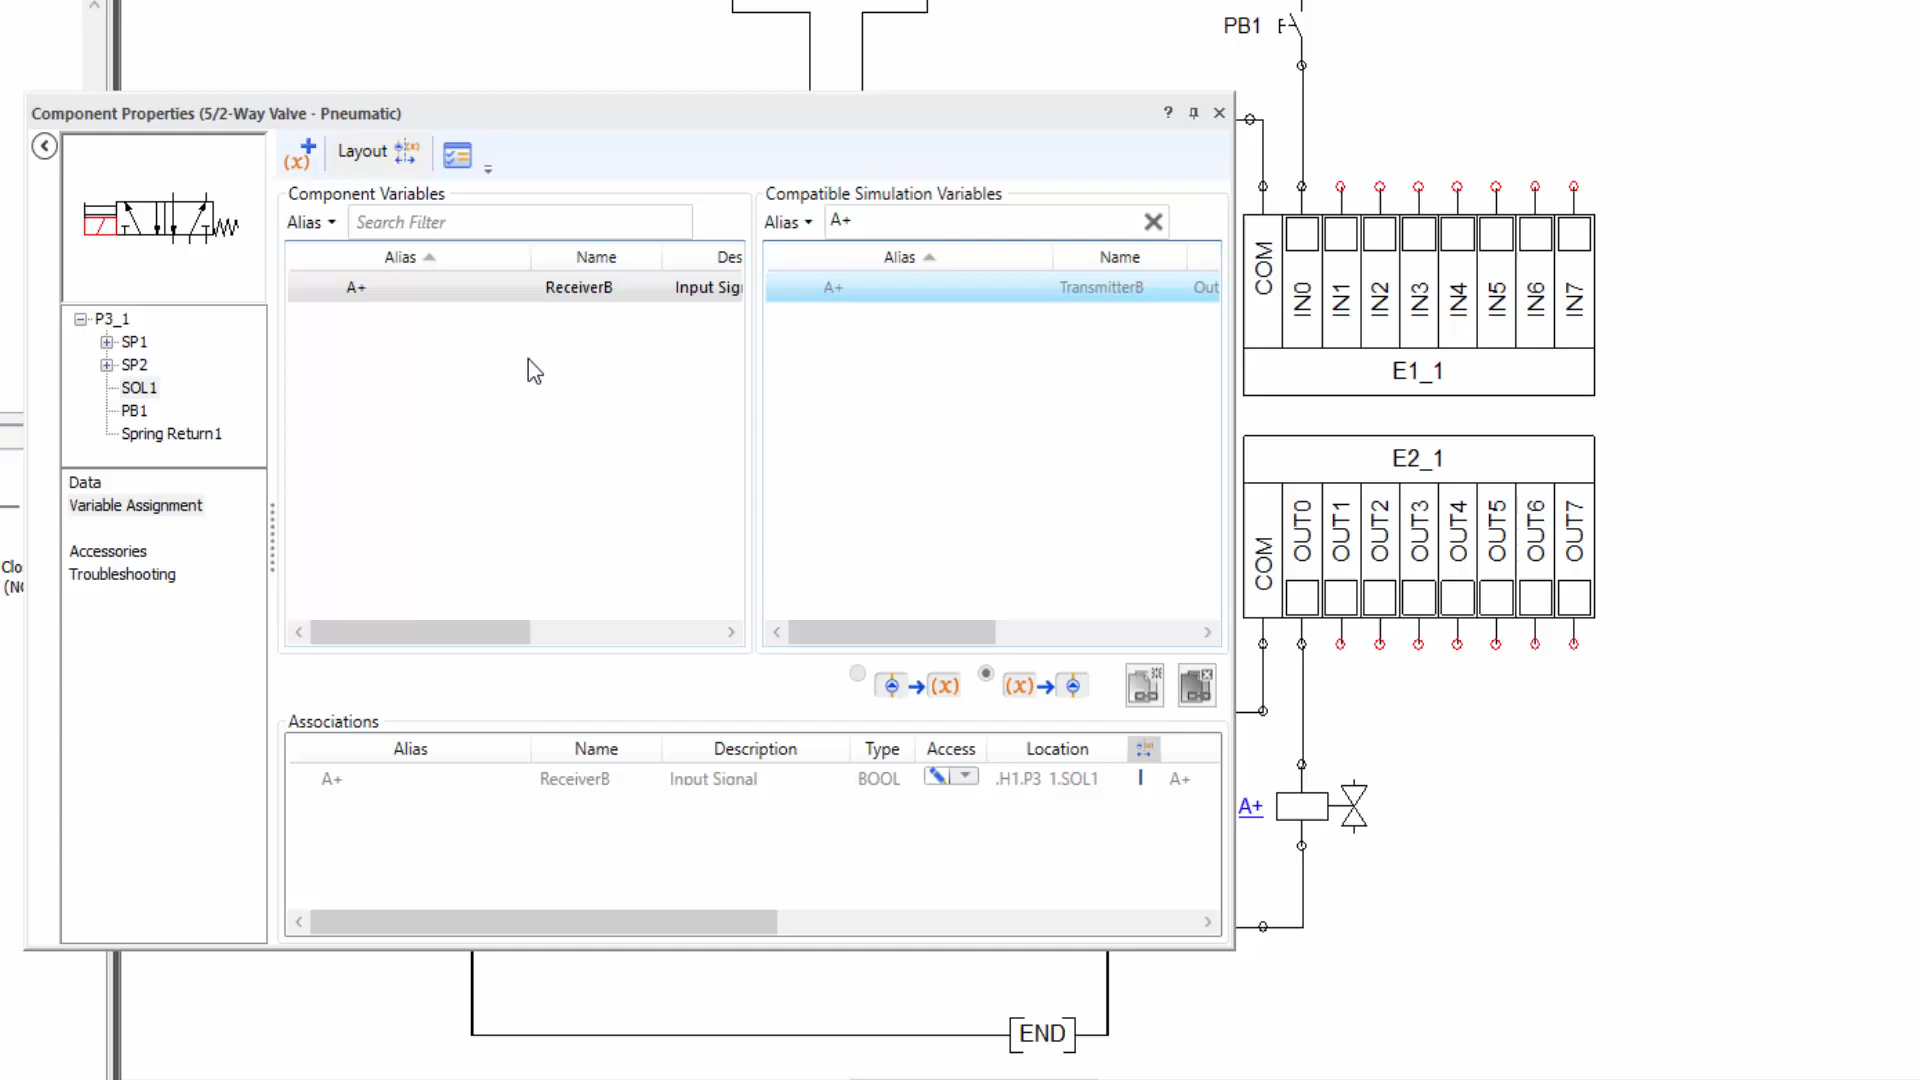 PB1
Component Properties (5/2-Way Valve - Pneumatic)
?
(x) Layout
Component Variables
Alias Search Filter
Alias Name Des
A+ ReceiverB Input Sig
Compatible Simulation Variables
Alias A+
Alias Name
A+ TransmitterB Out
P3_1
SP1
SP2
SOL1
PB1
Spring Return1
Data
Variable Assignment
Accessories
Troubleshooting
Clo
(N
(x) (x)
Associations
Alias Name Description Type Access Location
A+ ReceiverB Input Signal BOOL .H1.P3 1.SOL1 I A+
COM IN0 IN1 IN2 IN3 IN4 IN5 IN6 IN7
E1_1
E2_1
COM OUT0 OUT1 OUT2 OUT3 OUT4 OUT5 OUT6 OUT7
A+
END